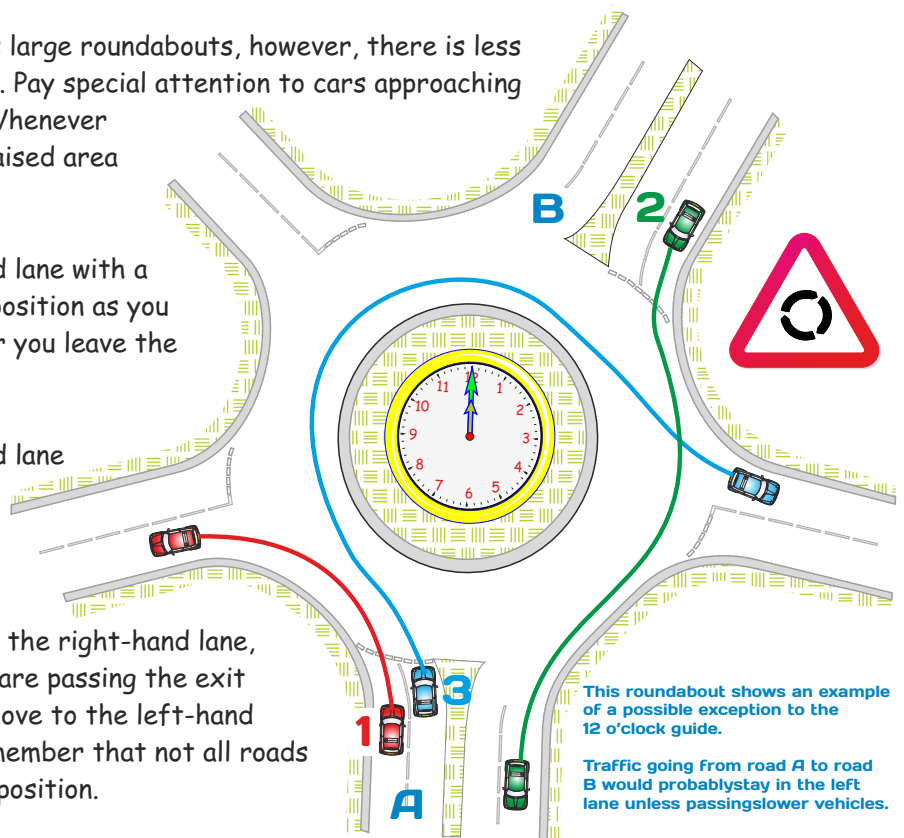 large roundabouts, however, there is less
. Pay special attention to cars approaching
Whenever
aised area
B
2
d lane with a
position as you
r you leave the
12
1
2
3
4
5
6
7
8
9
10
11
d lane
the right-hand lane,
are passing the exit
ove to the left-hand
member that not all roads
position.
1
3
A
This roundabout shows an example
of a possible exception to the
12 o’clock guide.
Traffic going from road A to road
B would probablystay in the left
lane unless passingslower vehicles.